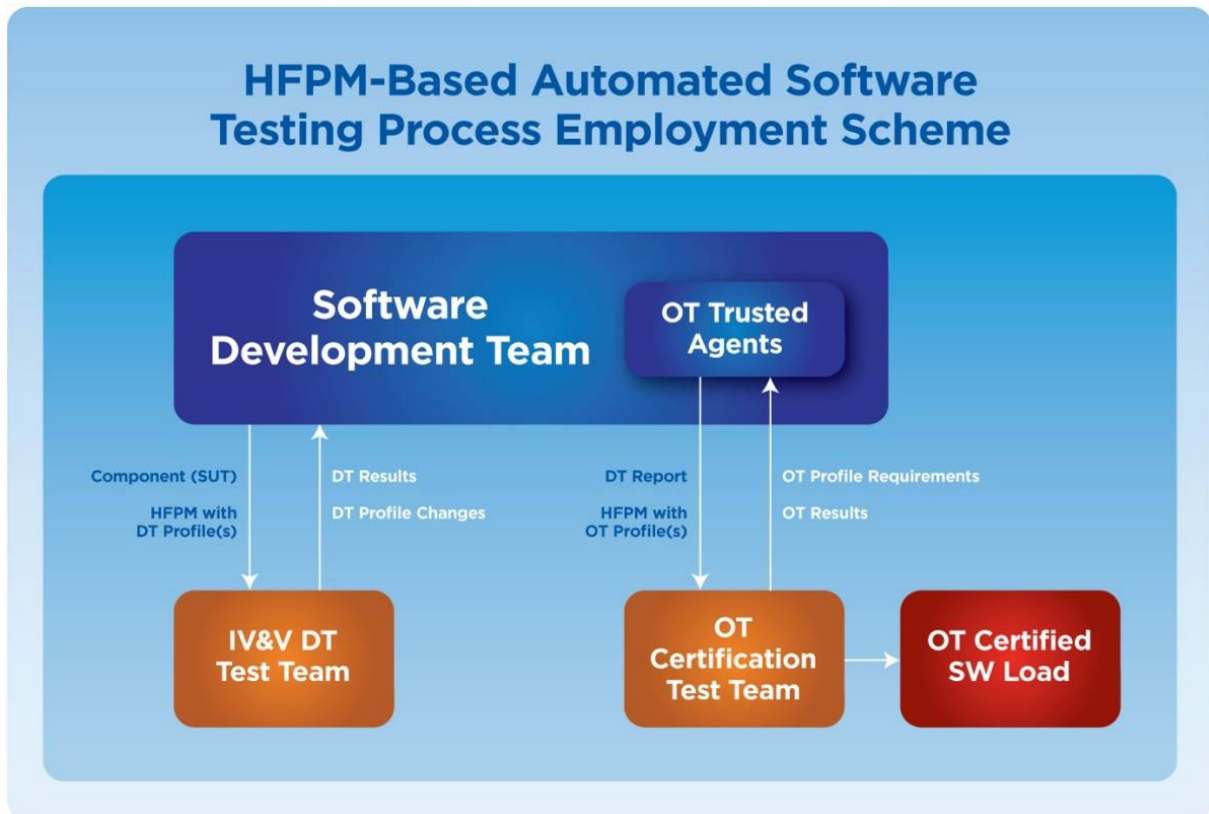 HFPM-Based Automated Software
Testing Process Employment Scheme
Software
Development Team
OT Trusted
Agents
Component (SUT)
HFPM with
DT Profile(s)
DT Results
DT Profile Changes
DT Report
HFPM with
OT Profile(s)
OT Profile Requirements
OT Results
IV&V DT
Test Team
OT
Certification
Test Team
OT Certified
SW Load